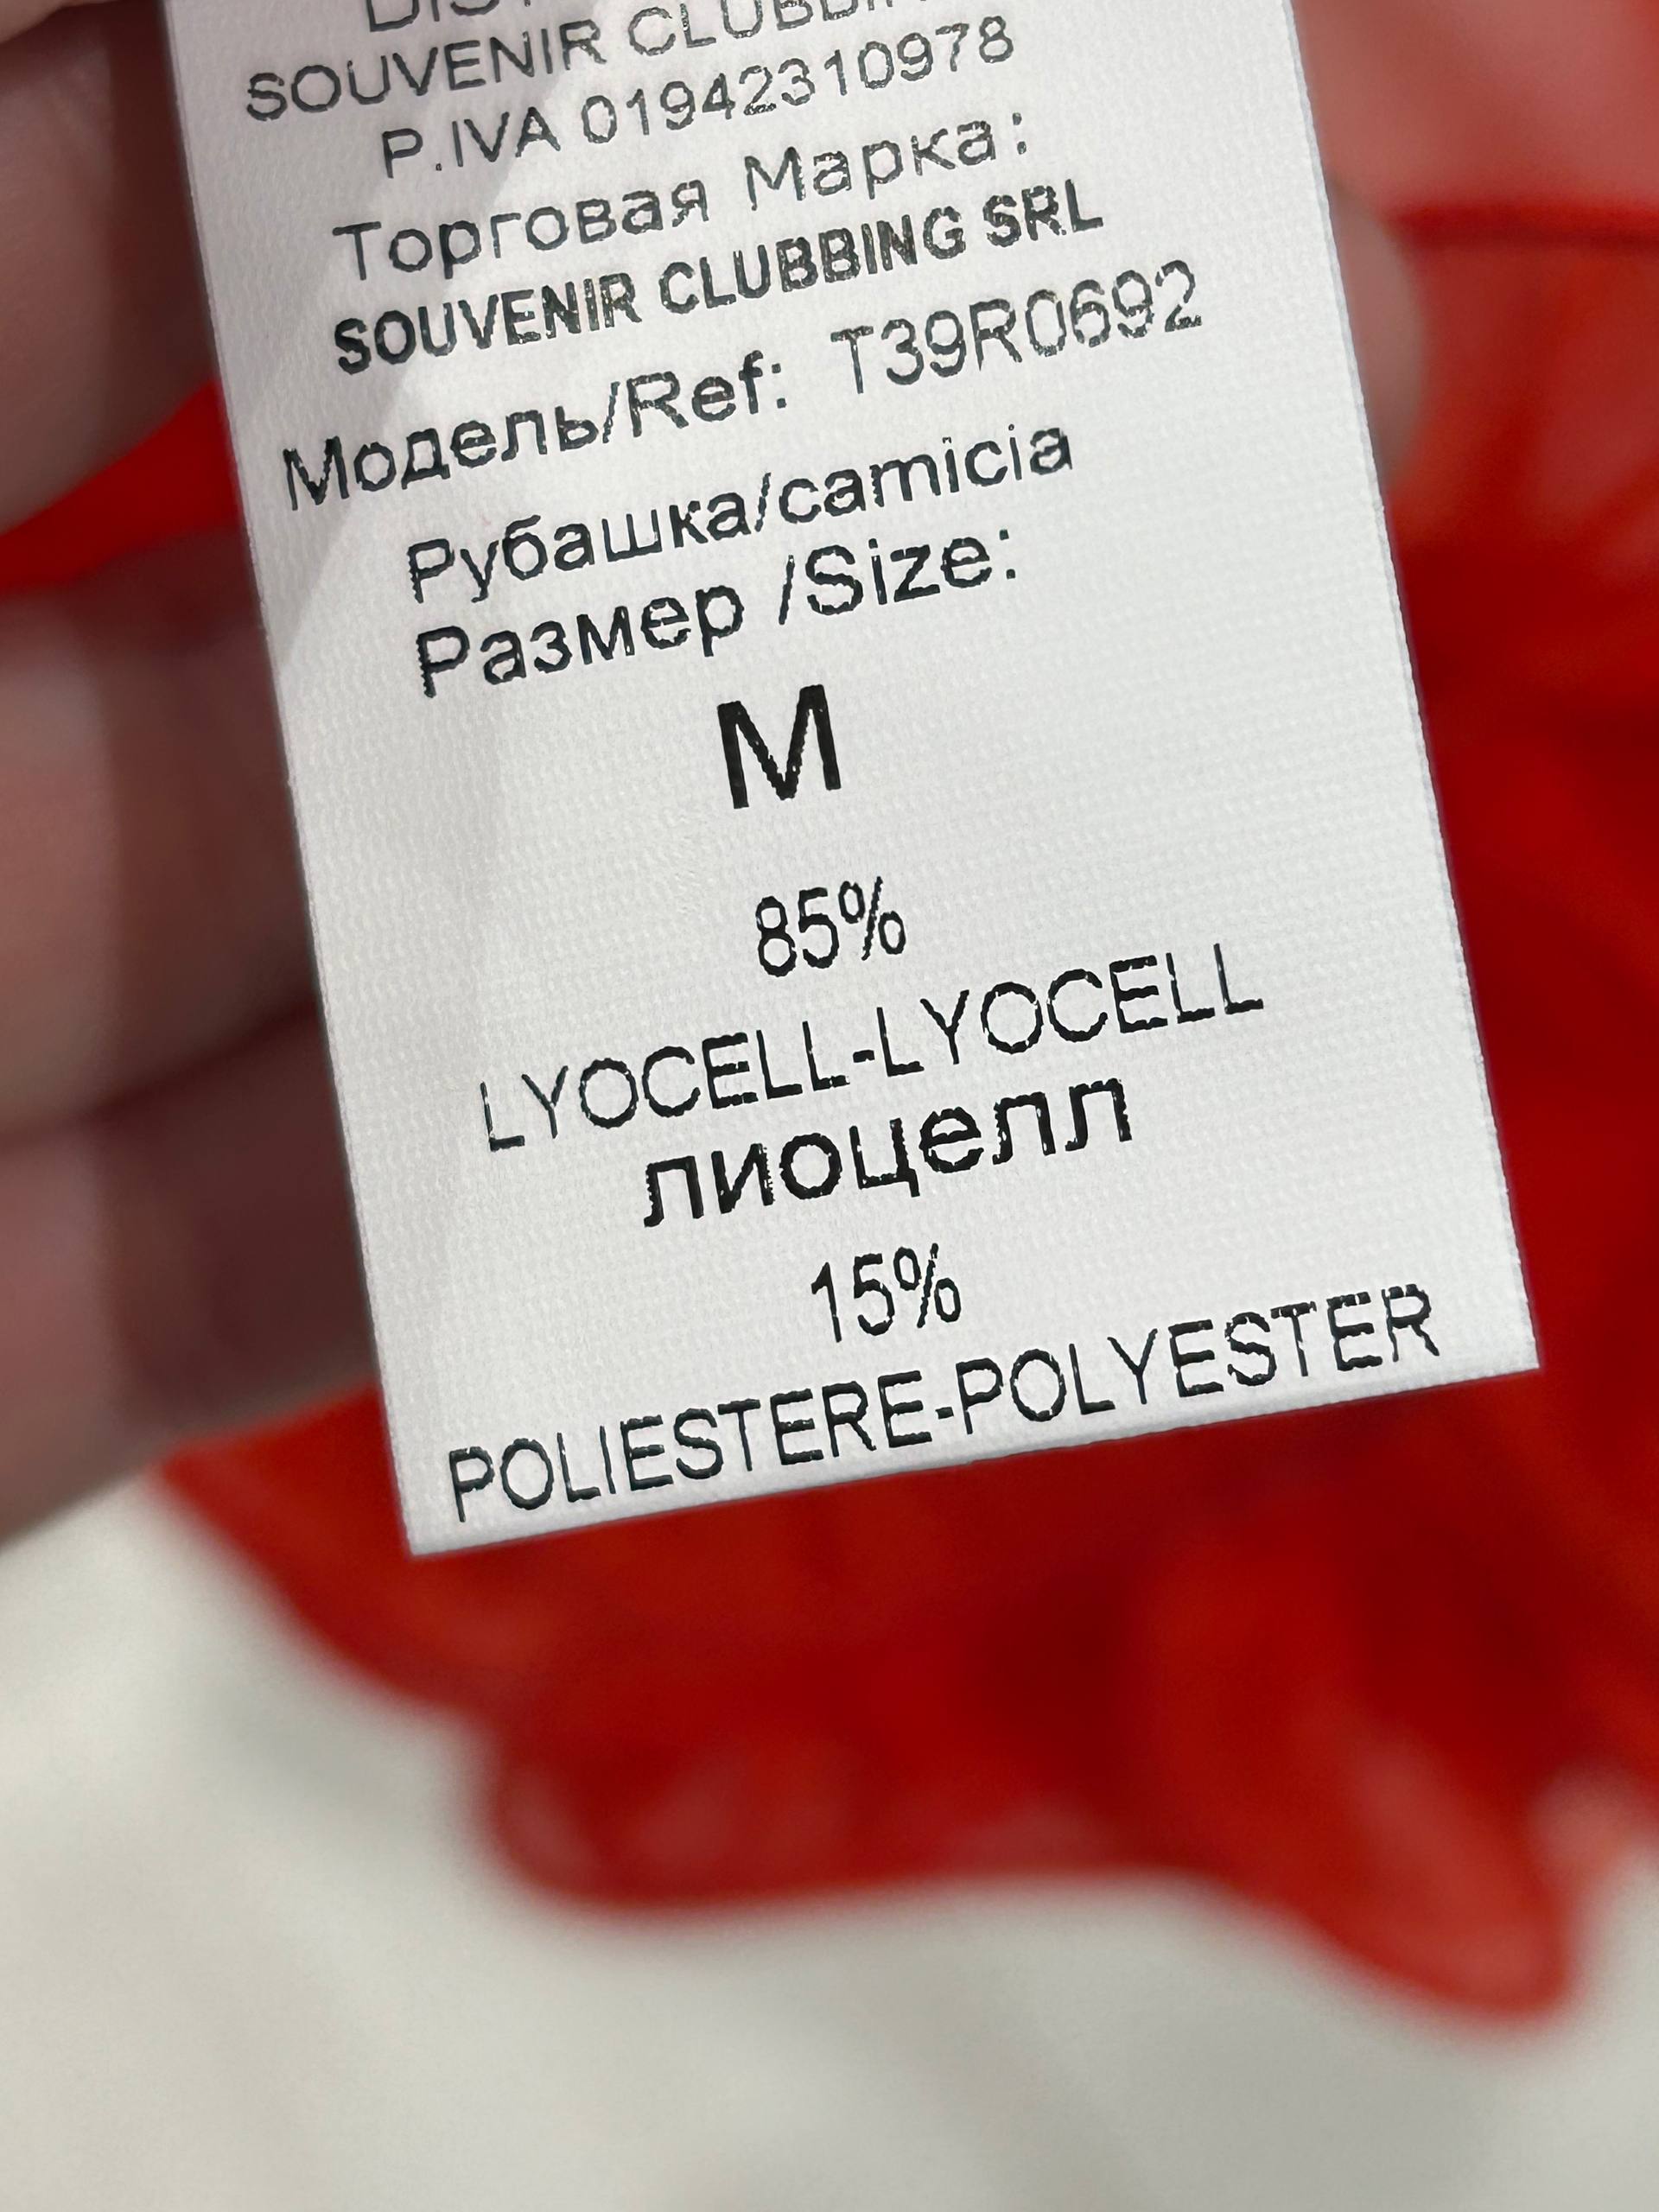 SOUVENIR
P.IVA 01942310978
Торговая Марка:
SOUVENIR CLUBBING SRL
Модель/Ref: T39R0692
Рубашка/camicia
Размер /Size:
M
85%
LYOCELL-LYOCELL
лиоцелл
15%
POLIESTERE-POLYESTER